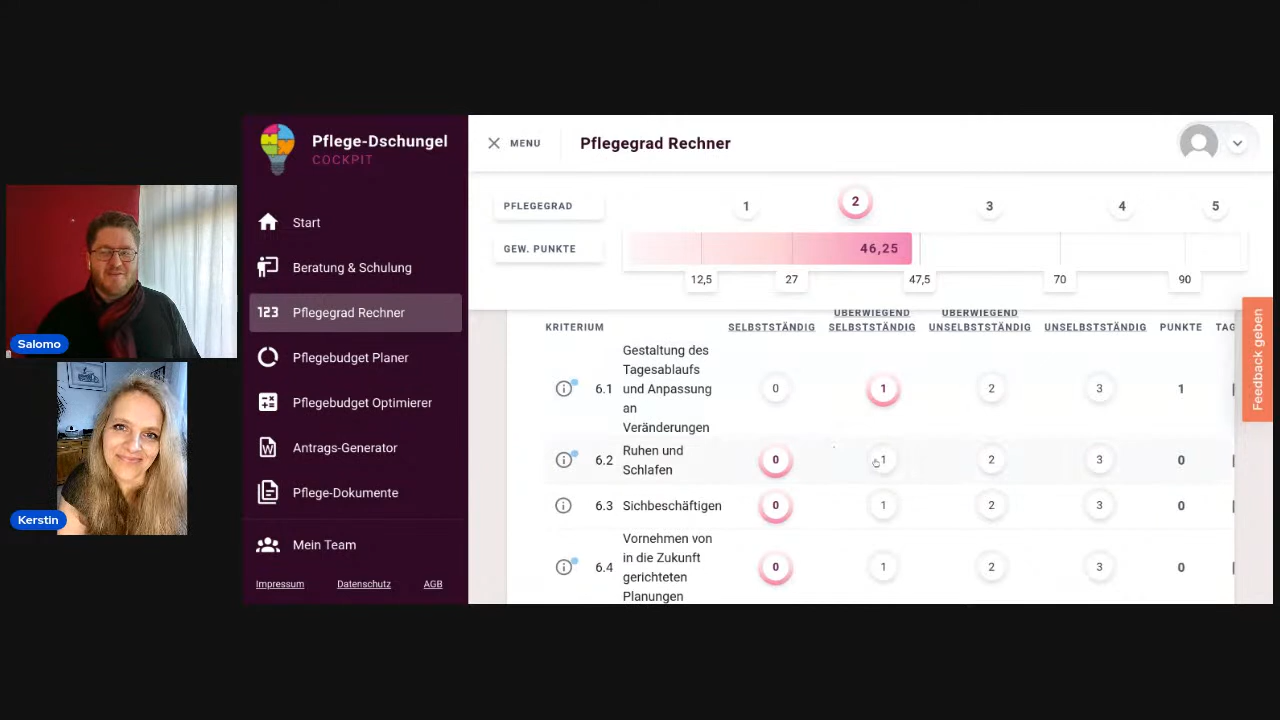 Pflege-Dschungel
COCKPIT
Start
Beratung & Schulung
123 Pflegegrad Rechner
Pflegebudget Planer
Pflegebudget Optimierer
Antrags-Generator
Pflege-Dokumente
Mein Team
Impressum Datenschutz AGB
MENU
Pflegegrad Rechner
PFLEGEGRAD 1 2 3 4 5
GEW. PUNKTE 46,25
12,5 27 47,5 70 90
KRITERIUM SELBSTSTÄNDIG ÜBERWIEGEND SELBSTSTÄNDIG ÜBERWIEGEND UNSELBSTSTÄNDIG UNSELBSTSTÄNDIG PUNKTE TAG
6.1 Gestaltung des
Tagesablaufs
und Anpassung 0 1 2 3 1
an
Veränderungen
6.2 Ruhen und
Schlafen 0 1 2 3 0
6.3 Sichbeschäftigen 0 1 2 3 0
6.4 Vornehmen von
in die Zukunft
gerichteten 0 1 2 3 0
Planungen
Feedback geben
Salomo
Kerstin